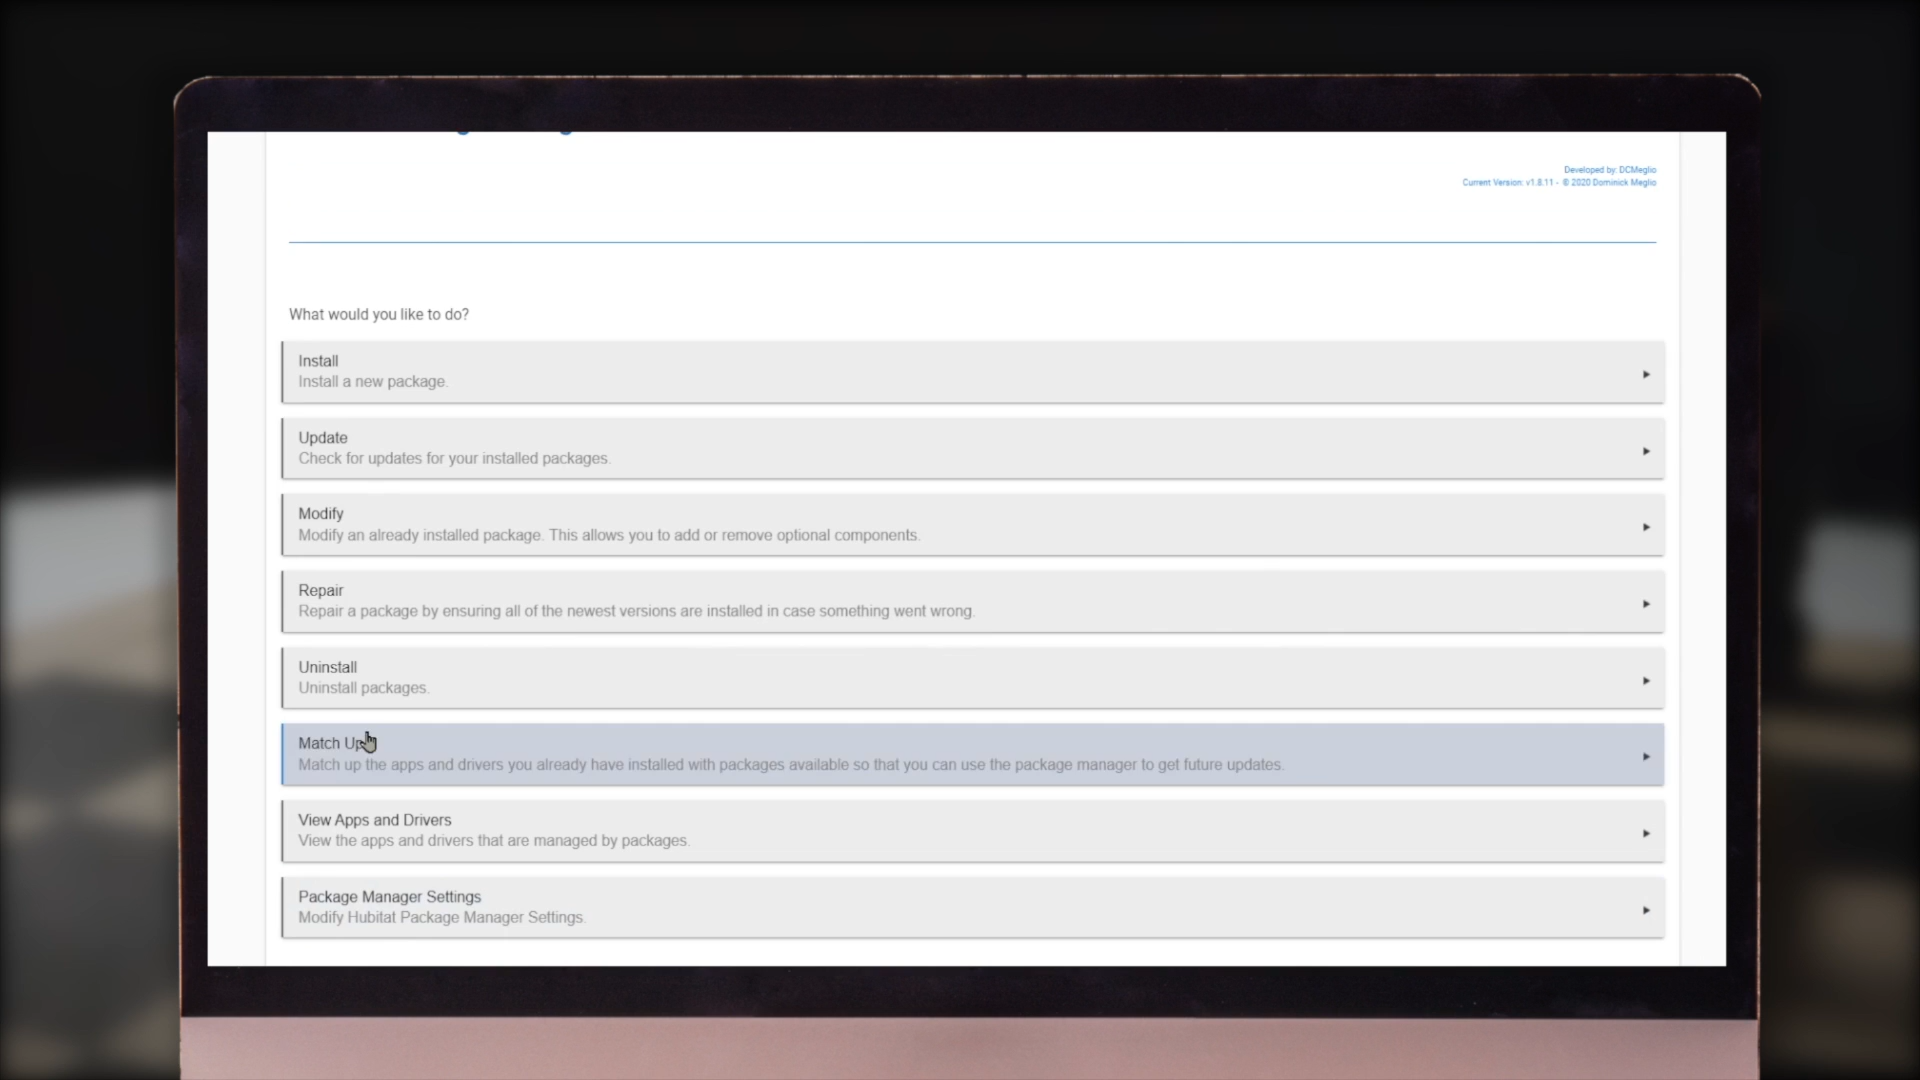 Developed by: DCMeglio
Current Version: v1.8.11 - © 2020 Dominick Meglio
What would you like to do?
Install
Install a new package.
Update
Check for updates for your installed packages.
Modify
Modify an already installed package. This allows you to add or remove optional components.
Repair
Repair a package by ensuring all of the newest versions are installed in case something went wrong.
Uninstall
Uninstall packages.
Match Up
Match up the apps and drivers you already have installed with packages available so that you can use the package manager to get future updates.
View Apps and Drivers
View the apps and drivers that are managed by packages.
Package Manager Settings
Modify Hubitat Package Manager Settings.